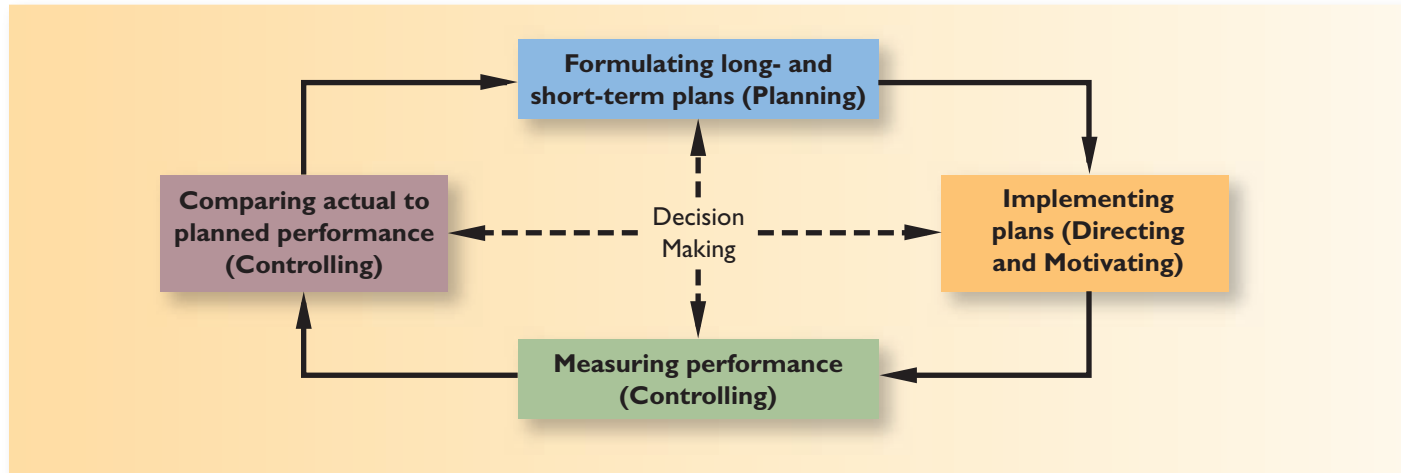 Formulating long- and
short-term plans (Planning)
Comparing actual to
planned performance
(Controlling)
Decision
Making
Implementing
plans (Directing
and Motivating)
Measuring performance
(Controlling)